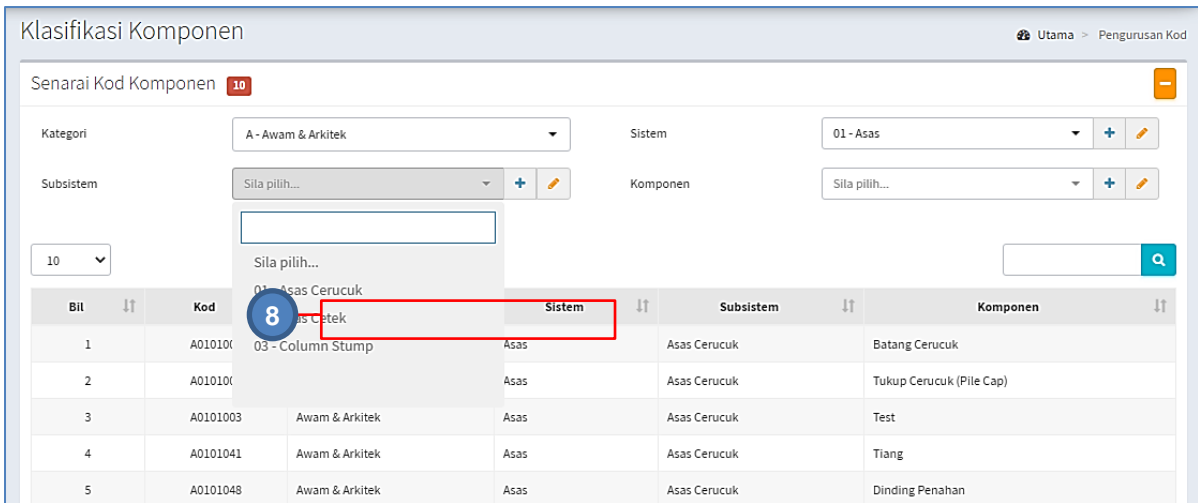 Klasifikasi Komponen
Utama > Pengurusan Kod
Senarai Kod Komponen 10
Kategori A - Awam & Arkitek Sistem 01 - Asas
Subsistem Sila pilih... Komponen Sila pilih...
Sila pilih...
10
01 - Asas Cerucuk
8
Cetek
03 - Column Stump
Bil Kod Sistem Subsistem Komponen
1 Asas Asas Cerucuk Batang Cerucuk
2 Asas Asas Cerucuk Tukup Cerucuk (Pile Cap)
3 A0101003 Awam & Arkitek Asas Asas Cerucuk Test
4 A0101041 Awam & Arkitek Asas Asas Cerucuk Tiang
5 A0101048 Awam & Arkitek Asas Asas Cerucuk Dinding Penahan